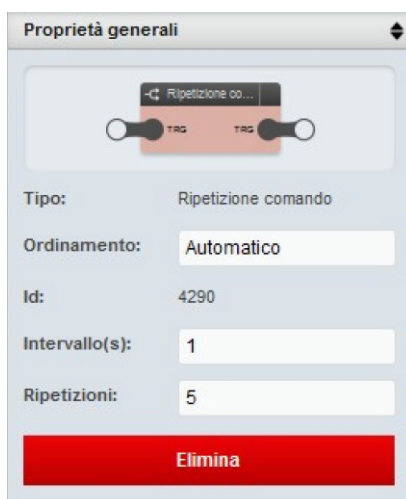 Proprietà generali
Ripetizione co...
TRG TRG
Tipo: Ripetizione comando
Ordinamento: Automatico
Id: 4290
Intervallo(s): 1
Ripetizioni: 5
Elimina